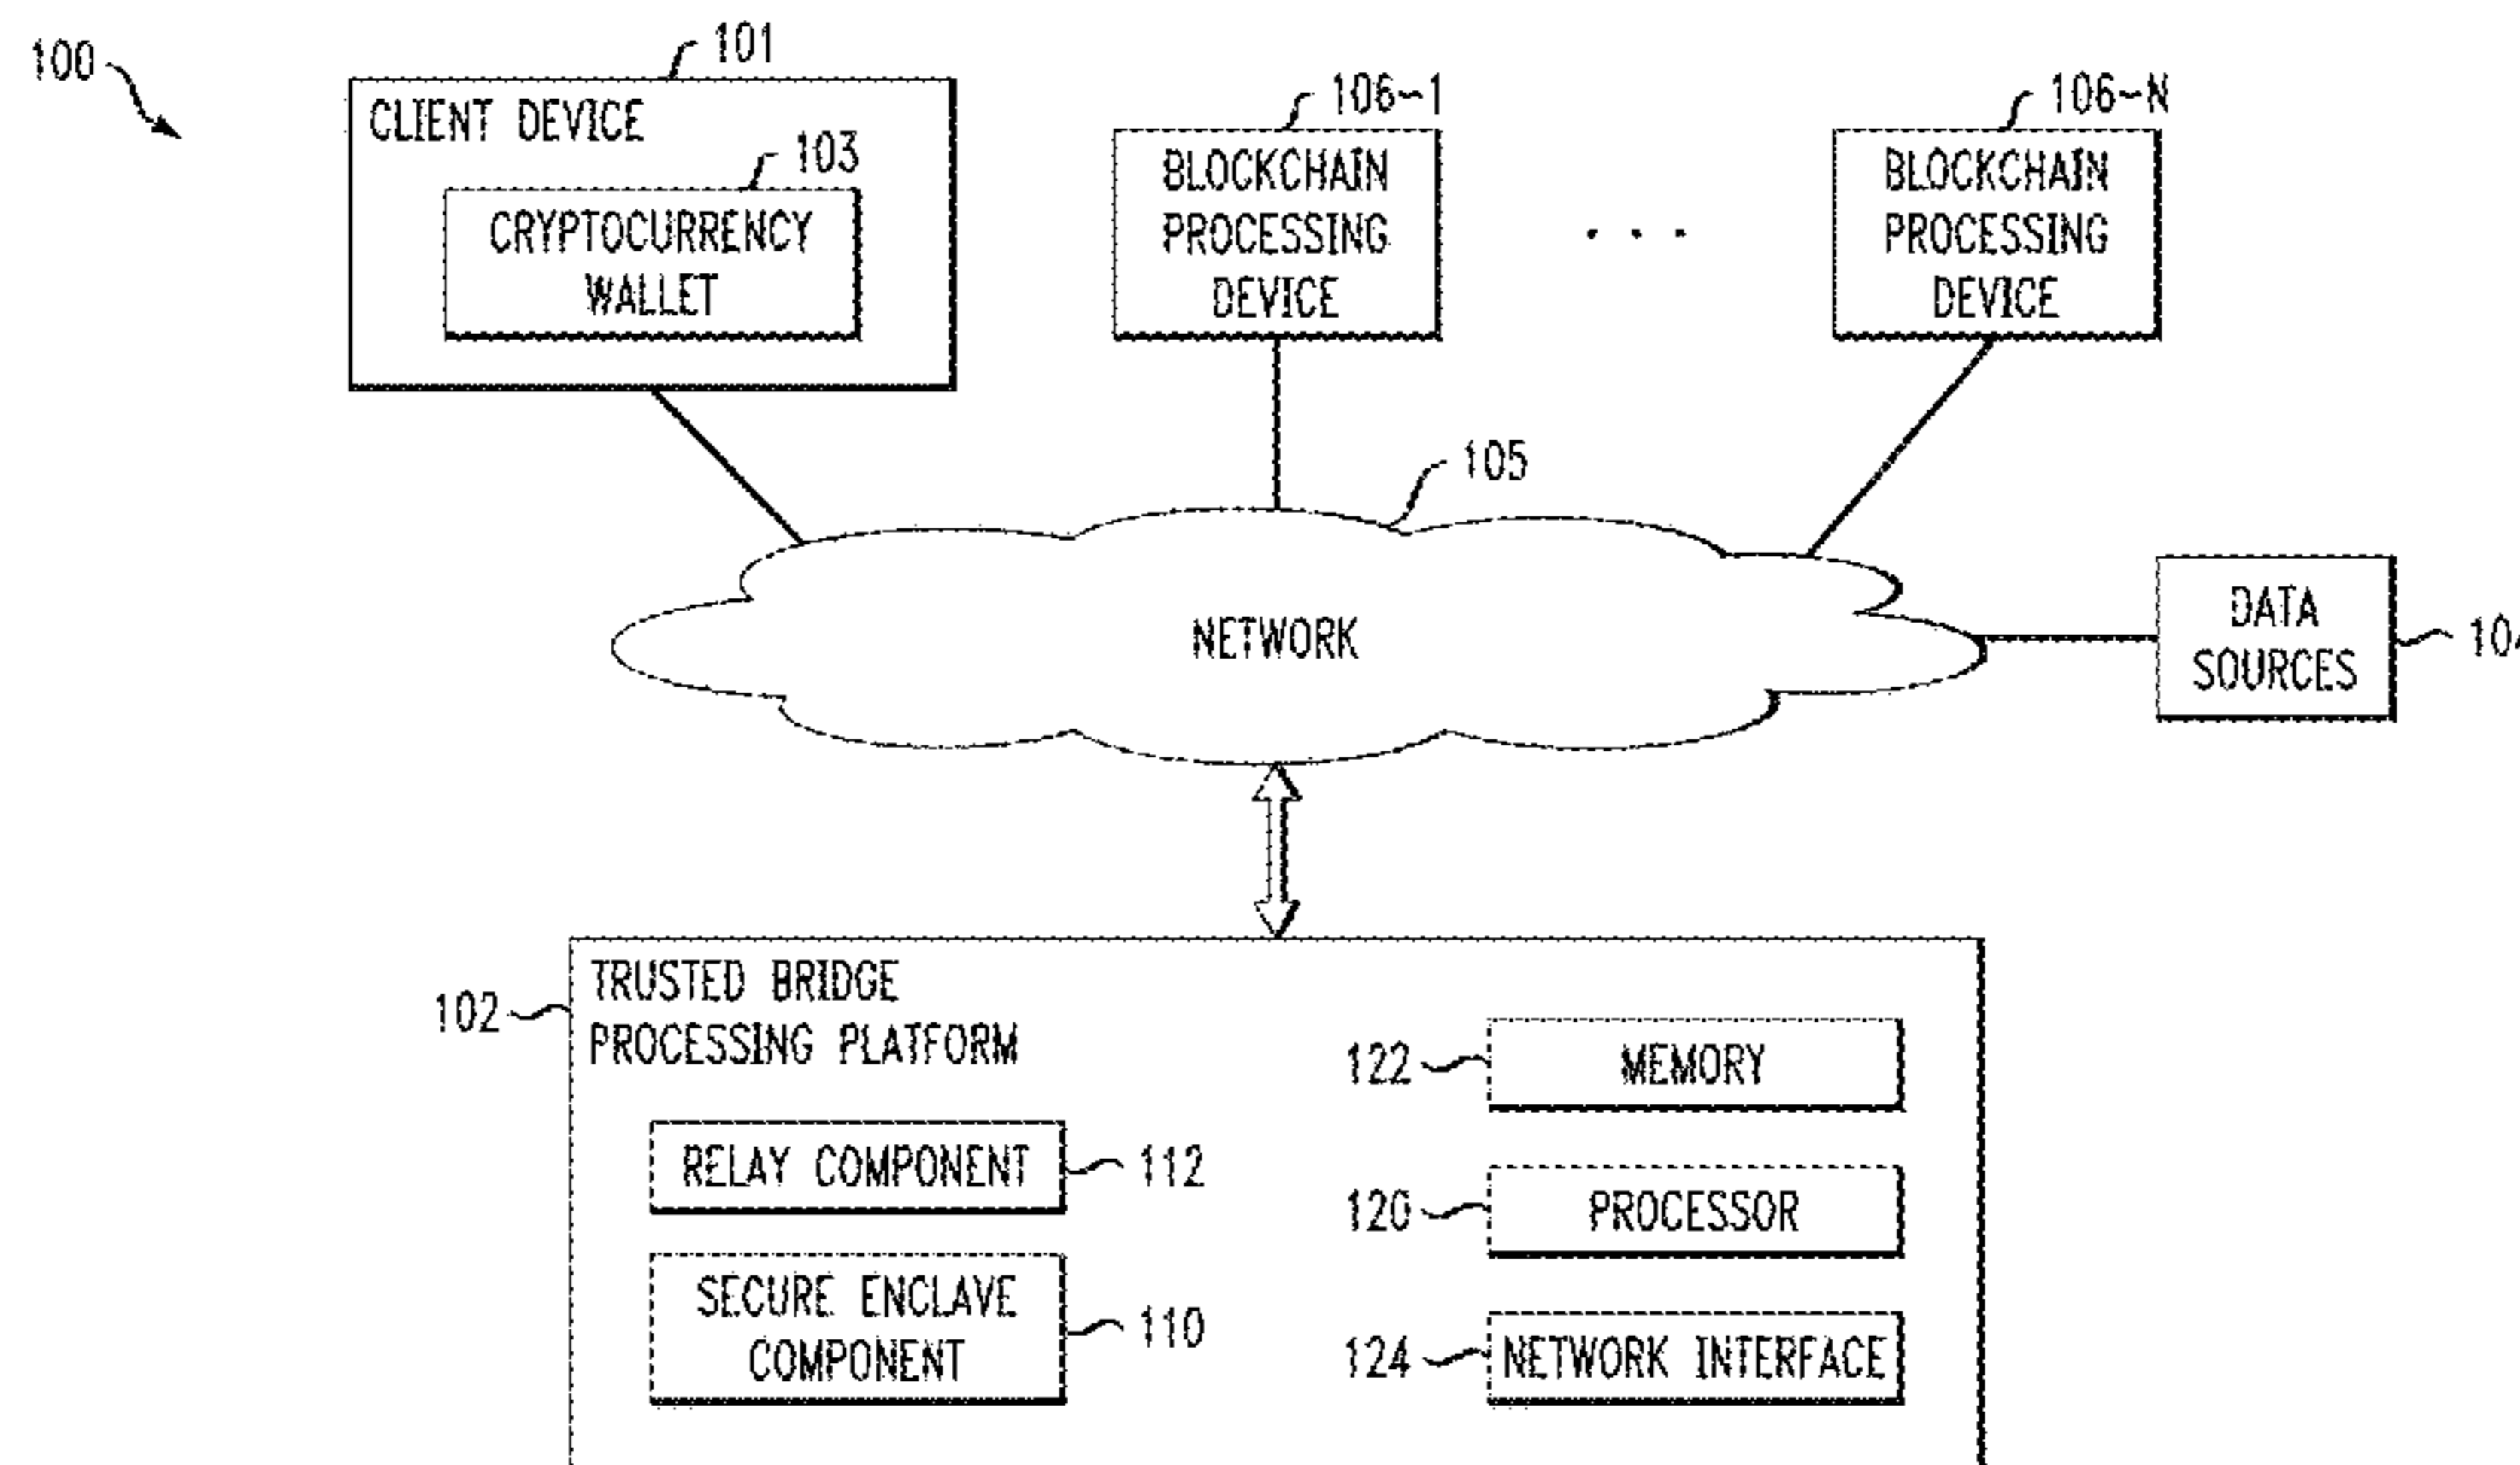 100
101
CLIENT DEVICE
103
CRYPTOCURRENCY
WALLET
106-1
BLOCKCHAIN
PROCESSING
DEVICE
. . .
106-N
BLOCKCHAIN
PROCESSING
DEVICE
105
NETWORK
DATA
SOURCES
104
102
TRUSTED BRIDGE
PROCESSING PLATFORM
RELAY COMPONENT
112
SECURE ENCLAVE
COMPONENT
110
122
MEMORY
120
PROCESSOR
124
NETWORK INTERFACE